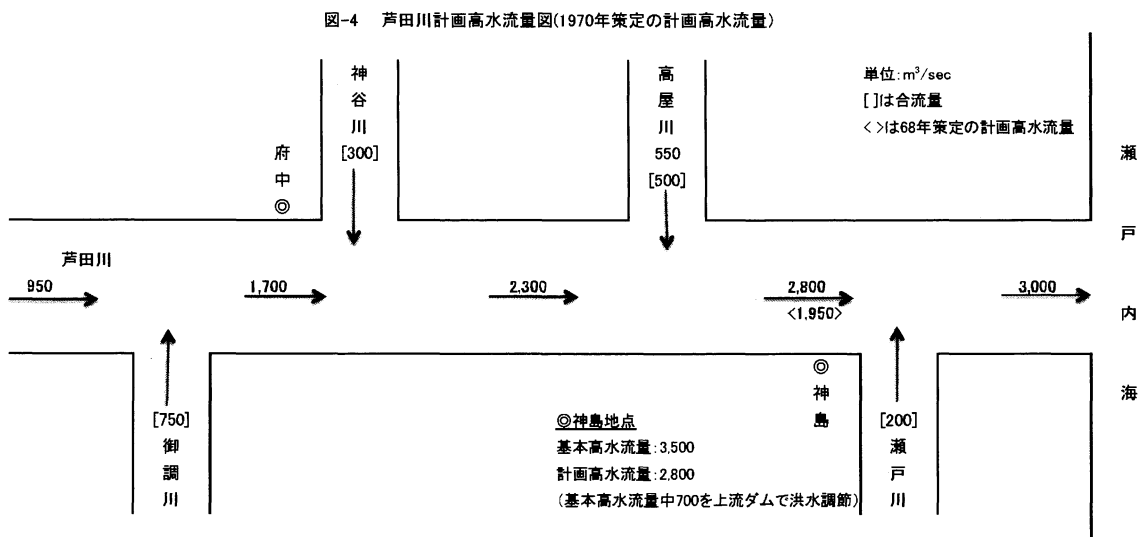 図-4 芦田川計画高水流量図(1970年策定の計画高水流量)
単位:m³/sec
[ ]は合流量
< >は68年策定の計画高水流量
神谷川
[300]
高屋川
550
[500]
府中
◎
瀬戸内海
芦田川
950
1,700
2,300
2,800
<1,950>
3,000
[750]
御調川
◎
神島
[200]
瀬戸川
◎神島地点
基本高水流量:3,500
計画高水流量:2,800
(基本高水流量中700を上流ダムで洪水調節)